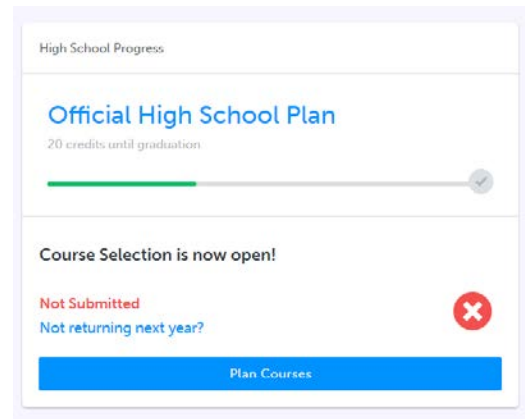 High School Progress
Official High School Plan
20 credits until graduation
Course Selection is now open!
Not Submitted
Not returning next year?
Plan Courses